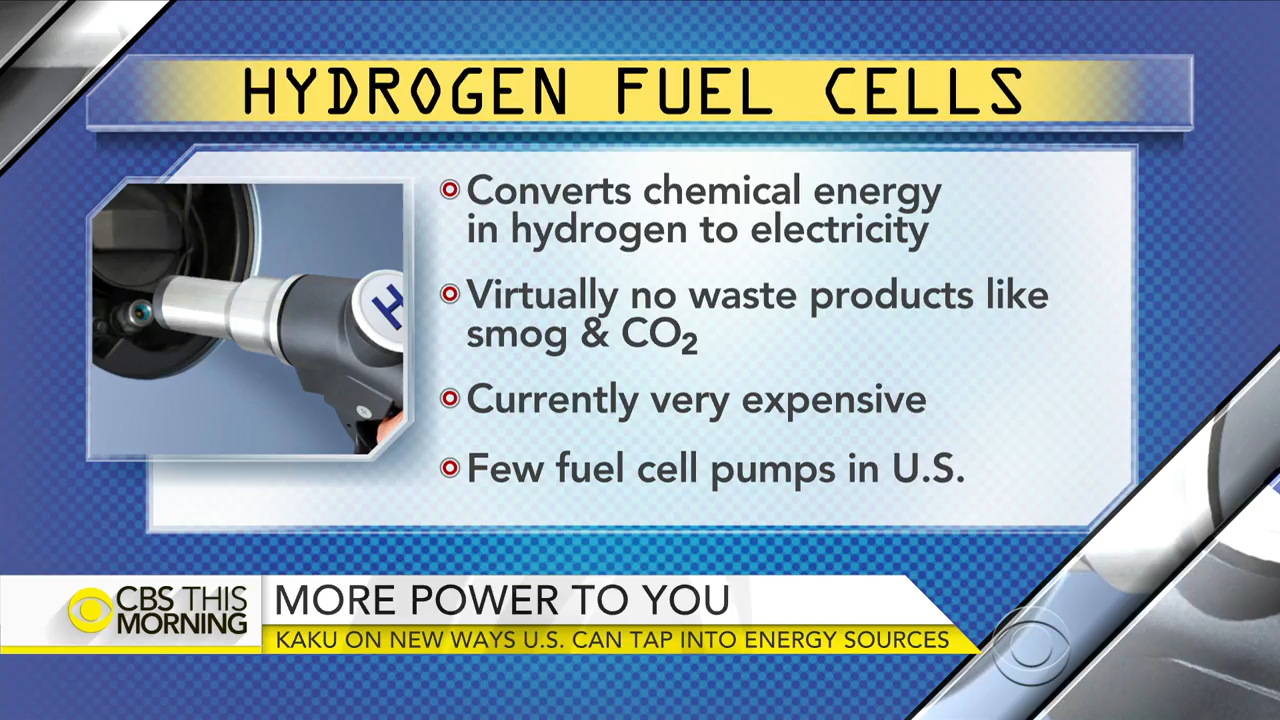 HYDROGEN FUEL CELLS
Converts chemical energy
in hydrogen to electricity
Virtually no waste products like
smog & CO₂
Currently very expensive
Few fuel cell pumps in U.S.
H
CBS THIS
MORNING
MORE POWER TO YOU
KAKU ON NEW WAYS U.S. CAN TAP INTO ENERGY SOURCES